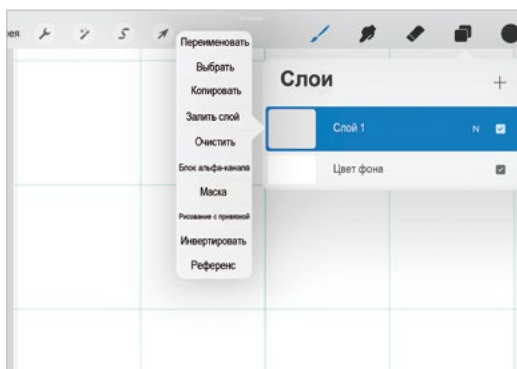 ея
Переименовать
Выбрать
Копировать
Залить слой
Очистить
Блок альфа-канала
Маска
Рисование с привязкой
Инвертировать
Референс
Слои
+
Слой 1 N
Цвет фона